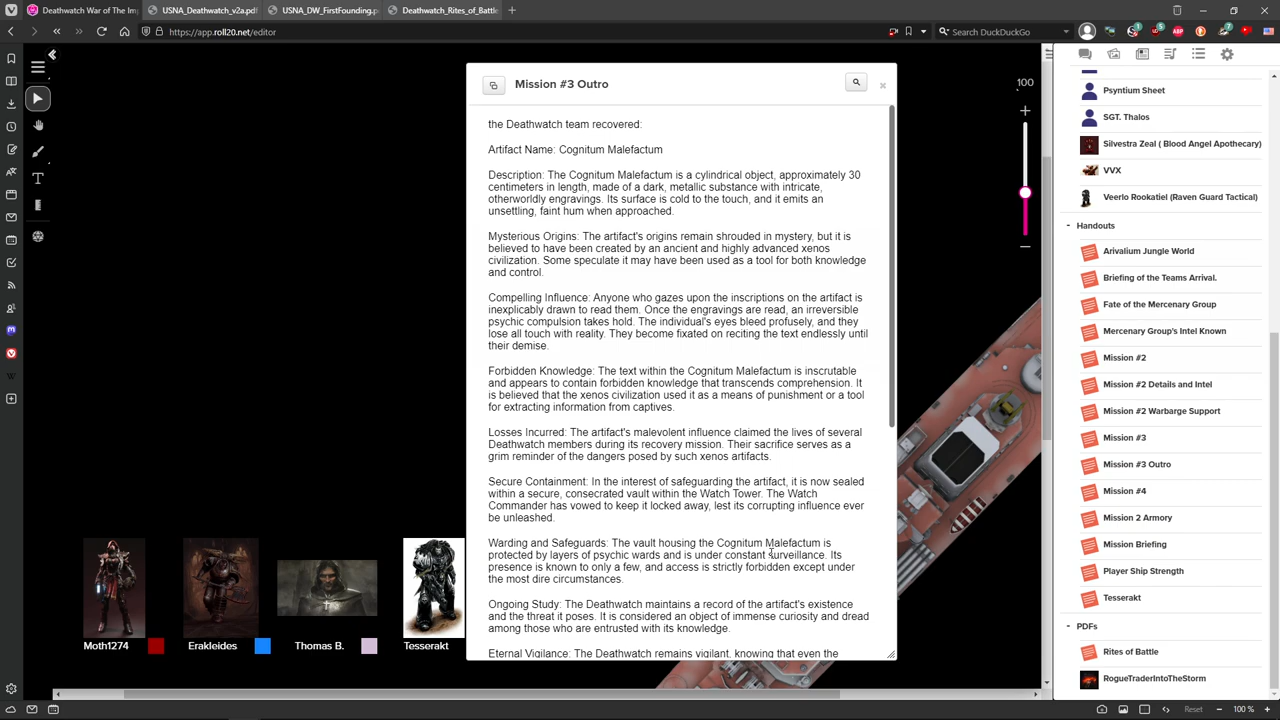 Deathwatch War of The Im
USNA_Deathwatch_v2a.pdf
USNA_DW_FirstFounding.p
Deathwatch_Rites_of_Battle
https://app.roll20.net/editor
Search DuckDuckGo
Mission #3 Outro
the Deathwatch team recovered:
Artifact Name: Cognitum Malefactum
Description: The Cognitum Malefactum is a cylindrical object, approximately 30
centimeters in length, made of a dark, metallic substance with intricate,
otherworldly engravings. Its surface is cold to the touch, and it emits an
unsettling, faint hum when approached.
Mysterious Origins: The artifact's origins remain shrouded in mystery, but it is
believed to have been created by an ancient and highly advanced xenos
civilization. Some speculate it may have been used as a tool for both knowledge
and control.
Compelling Influence: Anyone who gazes upon the inscriptions on the artifact is
inexplicably drawn to read them. Once the engravings are read, an irreversible
psychic compulsion takes hold. The individual's eyes bleed profusely, and they
lose all touch with reality. They become fixated on reciting the text endlessly until
their demise.
Forbidden Knowledge: The text within the Cognitum Malefactum is inscrutable
and appears to contain forbidden knowledge that transcends comprehension. It
is believed that the xenos civilization used it as a means of punishment or a tool
for extracting information from captives.
Losses Incurred: The artifact's malevolent influence claimed the lives of several
Deathwatch members during its recovery mission. Their sacrifice serves as a
grim reminder of the dangers posed by such xenos artifacts.
Secure Containment: In the interest of safeguarding the artifact, it is now sealed
within a secure, consecrated vault within the Watch Tower. The Watch
Commander has vowed to keep it locked away, lest its corrupting influence ever
be unleashed.
Warding and Safeguards: The vault housing the Cognitum Malefactum is
protected by layers of psychic wards and is under constant surveillance. Its
presence is known to only a few, and access is strictly forbidden except under
the most dire circumstances.
Ongoing Study: The Deathwatch maintains a record of the artifact's existence
and the threat it poses. It is considered an object of immense curiosity and dread
among those who are entrusted with its knowledge.
Eternal Vigilance: The Deathwatch remains vigilant, knowing that even the
100
Moth1274
Erakleides
Thomas B.
Tesserakt
Psyntium Sheet
SGT. Thalos
Silvestra Zeal ( Blood Angel Apothecary)
VVX
Veerlo Rookatiel (Raven Guard Tactical)
Handouts
Arivalium Jungle World
Briefing of the Teams Arrival.
Fate of the Mercenary Group
Mercenary Group's Intel Known
Mission #2
Mission #2 Details and Intel
Mission #2 Warbarge Support
Mission #3
Mission #3 Outro
Mission #4
Mission 2 Armory
Mission Briefing
Player Ship Strength
Tesserakt
PDFs
Rites of Battle
RogueTraderIntoTheStorm
Reset
100 %